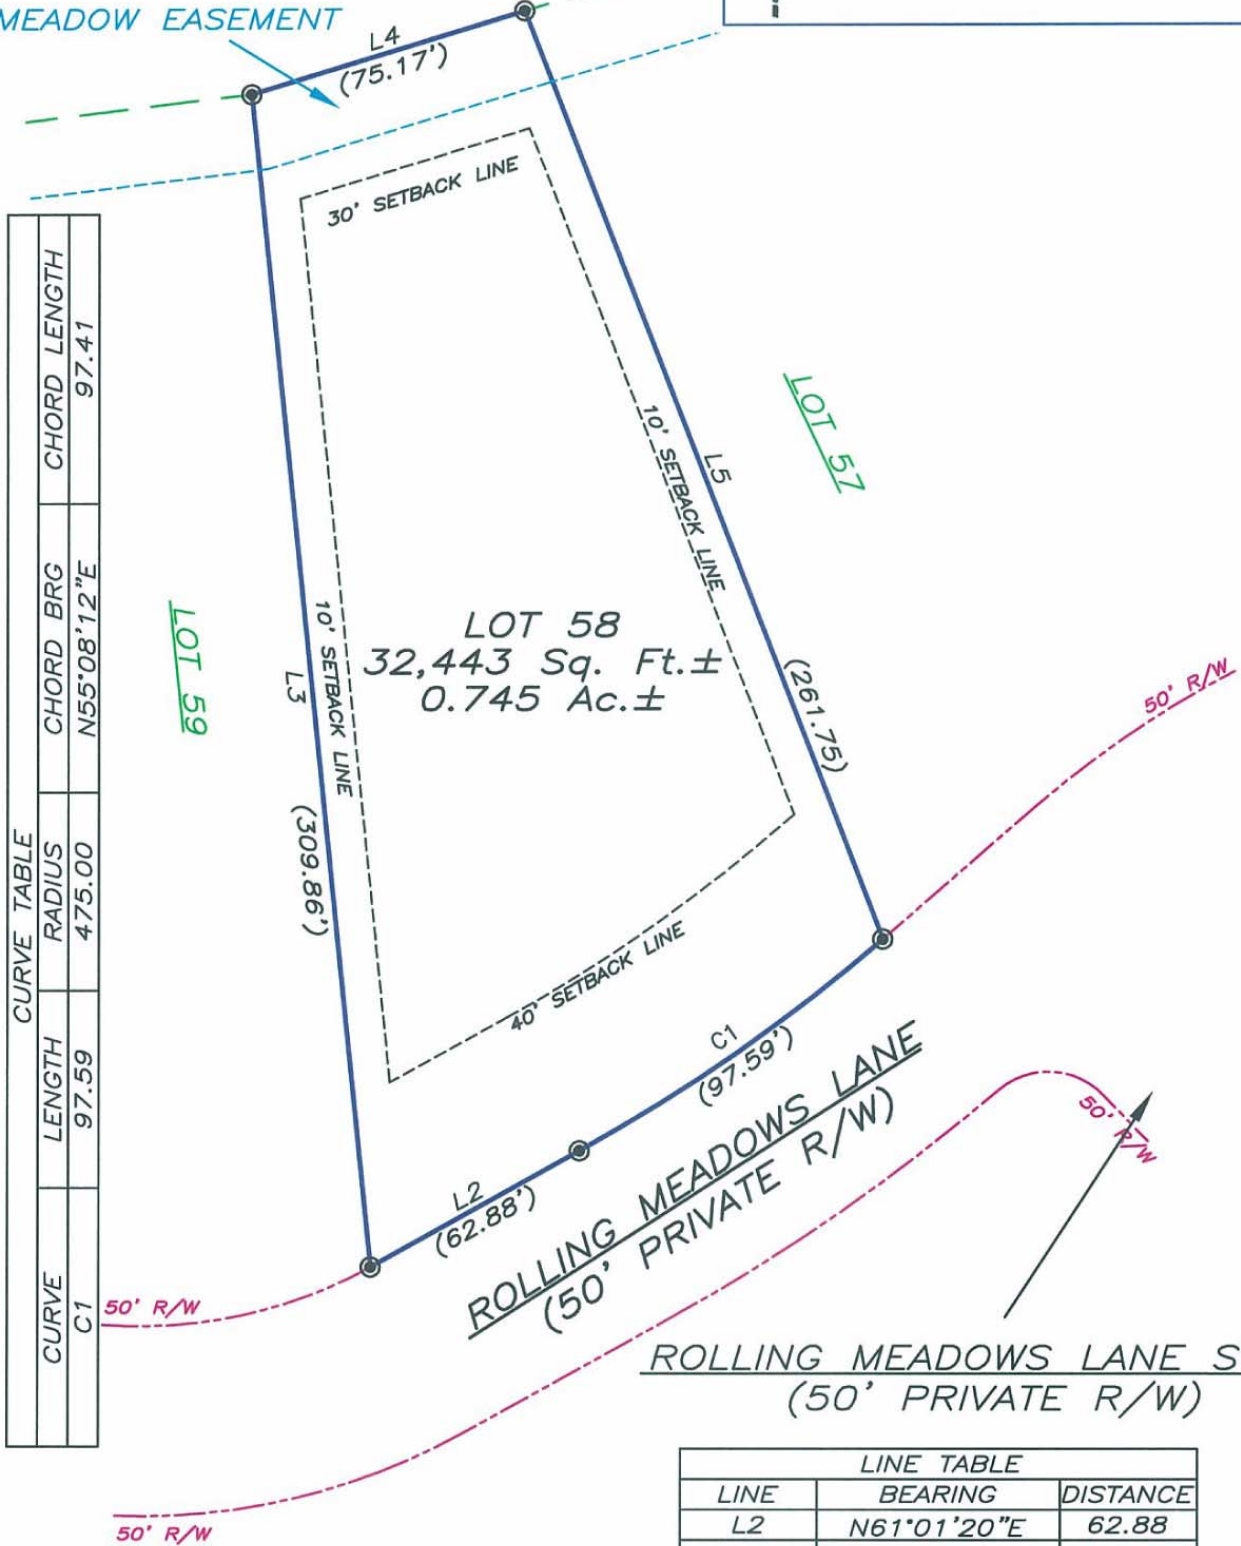 MEADOW EASEMENT
L4
(75.17')
30' SETBACK LINE
10' SETBACK LINE
L5
LOT 57
(261.75)
LOT 59
L3
10' SETBACK LINE
(309.86')
LOT 58
32,443 Sq. Ft.±
0.745 Ac.±
50' R/W
40' SETBACK LINE
C1
(97.59')
L2
(62.88')
ROLLING MEADOWS LANE
(50' PRIVATE R/W)
50' R/W
50' R/W
50' R/W
ROLLING MEADOWS LANE S
(50' PRIVATE R/W)
CURVE TABLE
CURVE LENGTH RADIUS CHORD BRG CHORD LENGTH
C1 97.59 475.00 N55°08'12"E 97.41
LINE TABLE
LINE BEARING DISTANCE
L2 N61°01'20"E 62.88